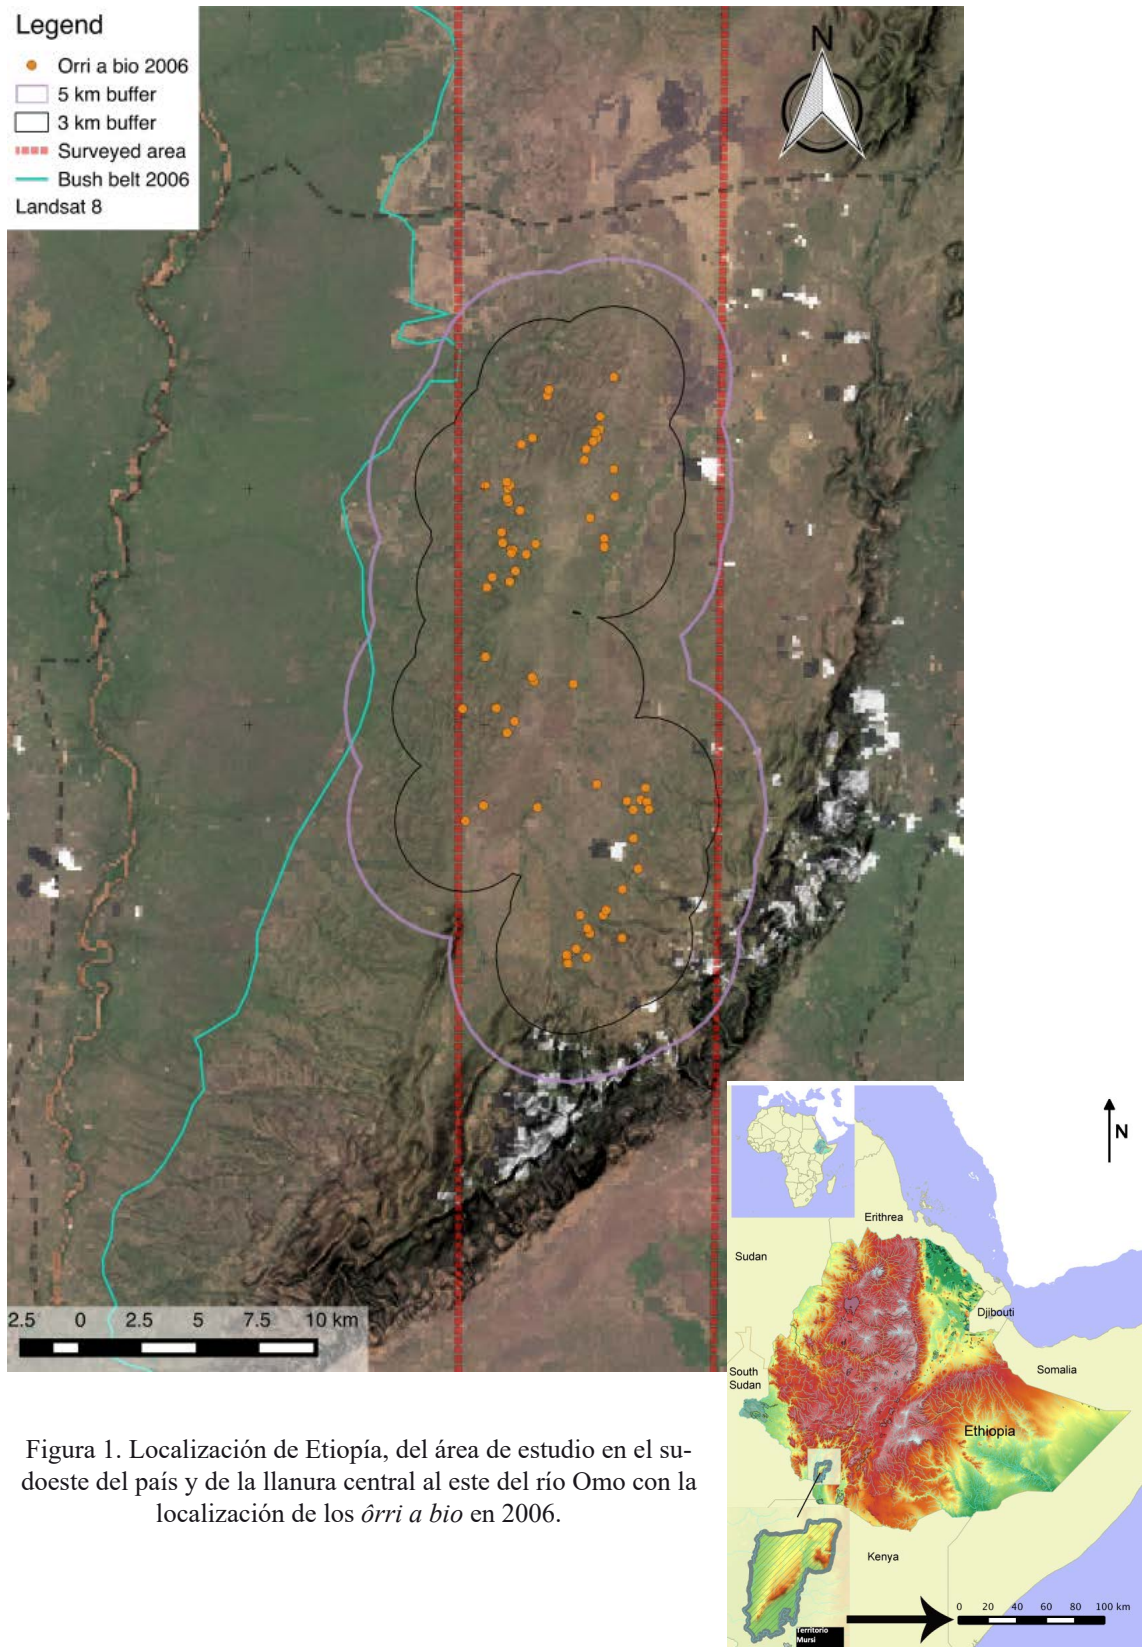 Legend
Orri a bio 2006
5 km buffer
3 km buffer
Surveyed area
Bush belt 2006
Landsat 8
N
2.5 0 2.5 5 10 km
N
Erithrea
Sudan
Djibouti
South
Sudan
Somalia
Ethiopia
Kenya
0 20 40 60 80 100 km
Territorio
Mursi
Figura 1. Localización de Etiopía, del área de estudio en el su-
doeste del país y de la llanura central al este del río Omo con la
localización de los ôrri a bio en 2006.